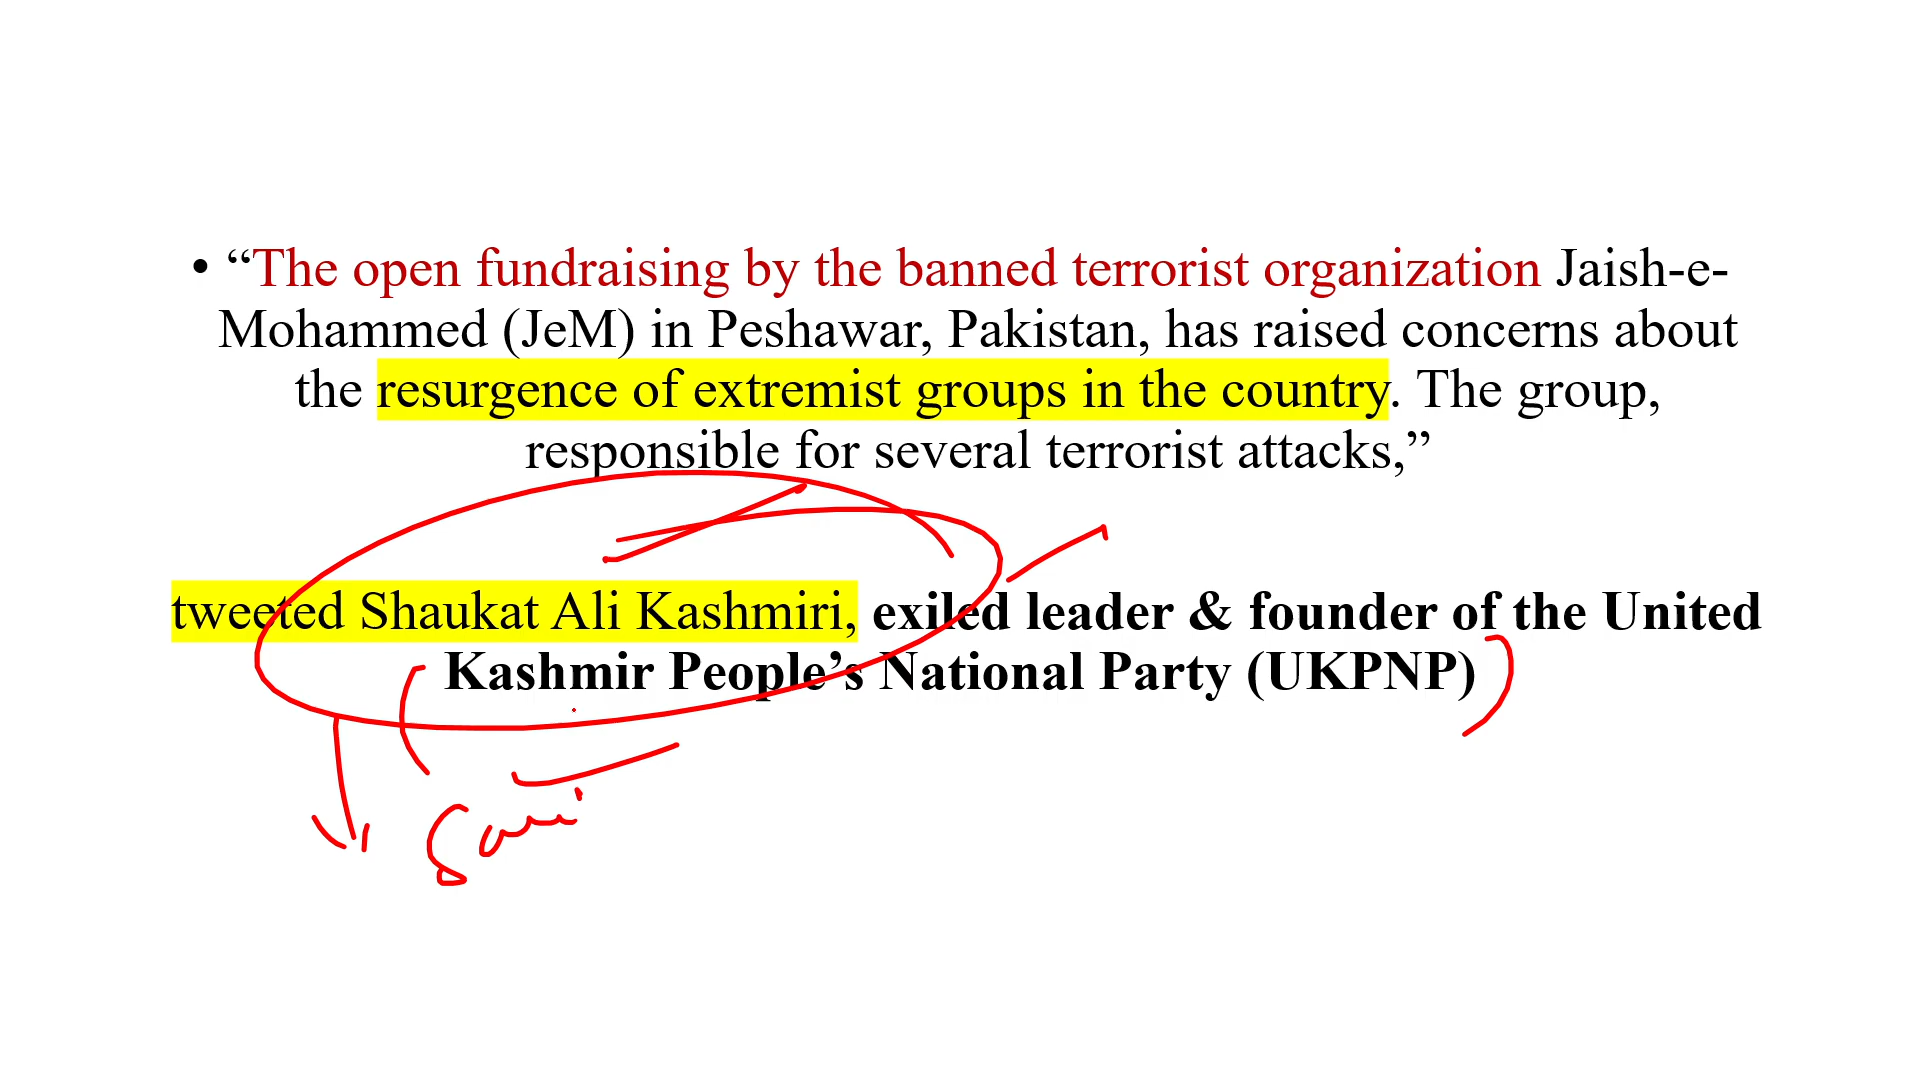 • “The open fundraising by the banned terrorist organization Jaish-e-
Mohammed (JeM) in Peshawar, Pakistan, has raised concerns about
the resurgence of extremist groups in the country. The group,
responsible for several terrorist attacks,”
tweeted Shaukat Ali Kashmiri, exiled leader & founder of the United
Kashmir People’s National Party (UKPNP)